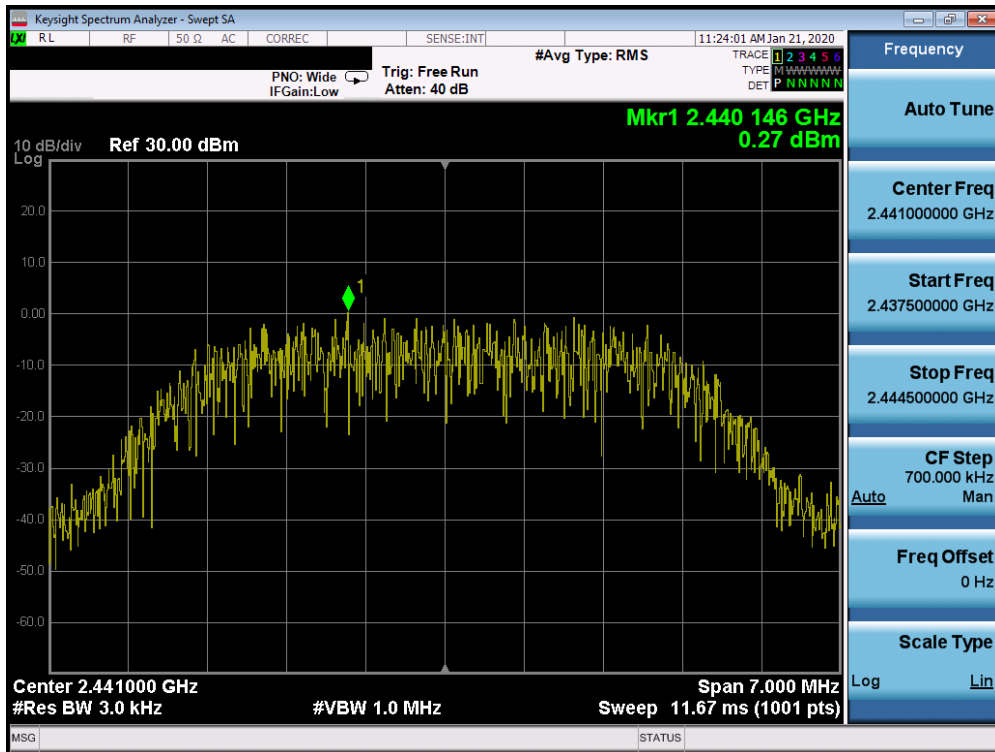 Keysight Spectrum Analyzer - Swept SA
LXI RL RF 50 Ω AC CORREC SENSE:INT 11:24:01 AM Jan 21, 2020
Frequency
#Avg Type: RMS
TRACE 1 2 3 4 5 6
PNO: Wide Trig: Free Run
TYPE M WWWWW
IFGain:Low Atten: 40 dB
DET P N N N N N
Auto Tune
Mkr1 2.440 146 GHz
0.27 dBm
10 dB/div Ref 30.00 dBm
Log
Center Freq
2.441000000 GHz
20.0
10.0
1
Start Freq
2.437500000 GHz
0.00
-10.0
Stop Freq
2.444500000 GHz
-20.0
-30.0
CF Step
700.000 kHz
Auto Man
-40.0
-50.0
Freq Offset
0 Hz
-60.0
Scale Type
Log Lin
Center 2.441000 GHz Span 7.000 MHz
#Res BW 3.0 kHz #VBW 1.0 MHz Sweep 11.67 ms (1001 pts)
MSG STATUS